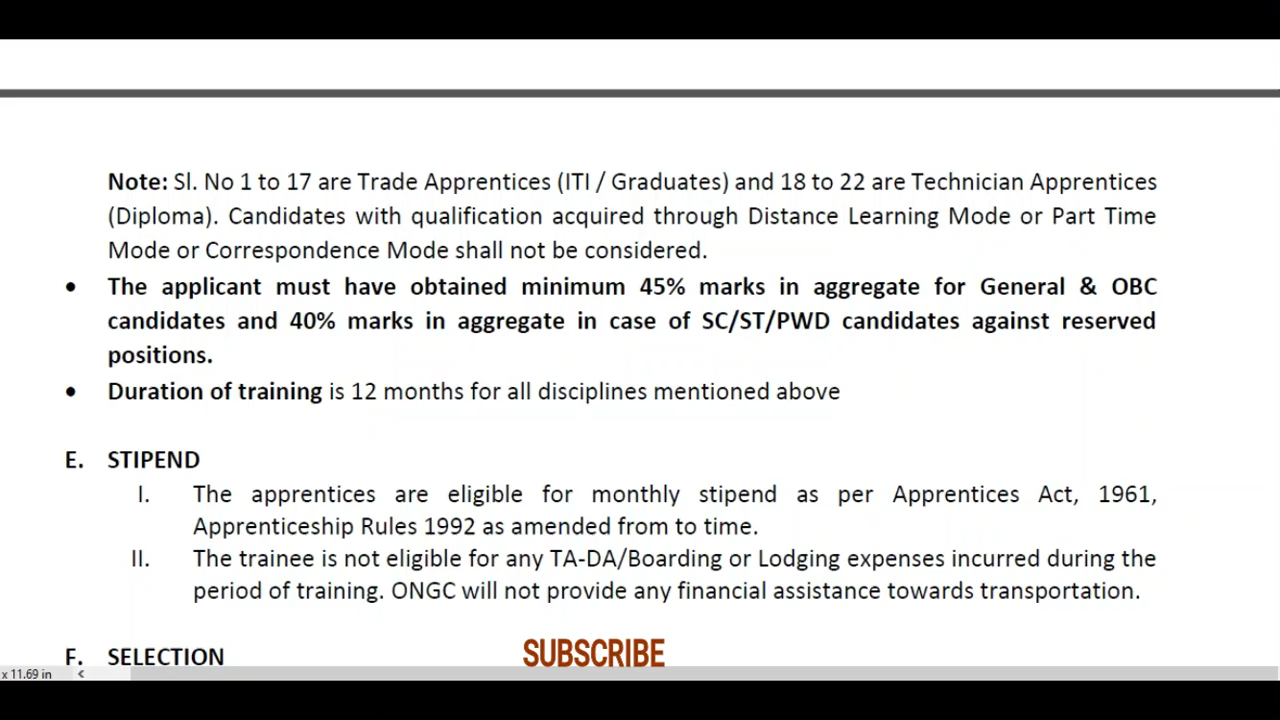 Note: Sl. No 1 to 17 are Trade Apprentices (ITI / Graduates) and 18 to 22 are Technician Apprentices
(Diploma). Candidates with qualification acquired through Distance Learning Mode or Part Time
Mode or Correspondence Mode shall not be considered.
• The applicant must have obtained minimum 45% marks in aggregate for General & OBC
candidates and 40% marks in aggregate in case of SC/ST/PWD candidates against reserved
positions.
• Duration of training is 12 months for all disciplines mentioned above
E. STIPEND
I. The apprentices are eligible for monthly stipend as per Apprentices Act, 1961,
Apprenticeship Rules 1992 as amended from to time.
II. The trainee is not eligible for any TA-DA/Boarding or Lodging expenses incurred during the
period of training. ONGC will not provide any financial assistance towards transportation.
F. SELECTION
SUBSCRIBE
x 11.69 in